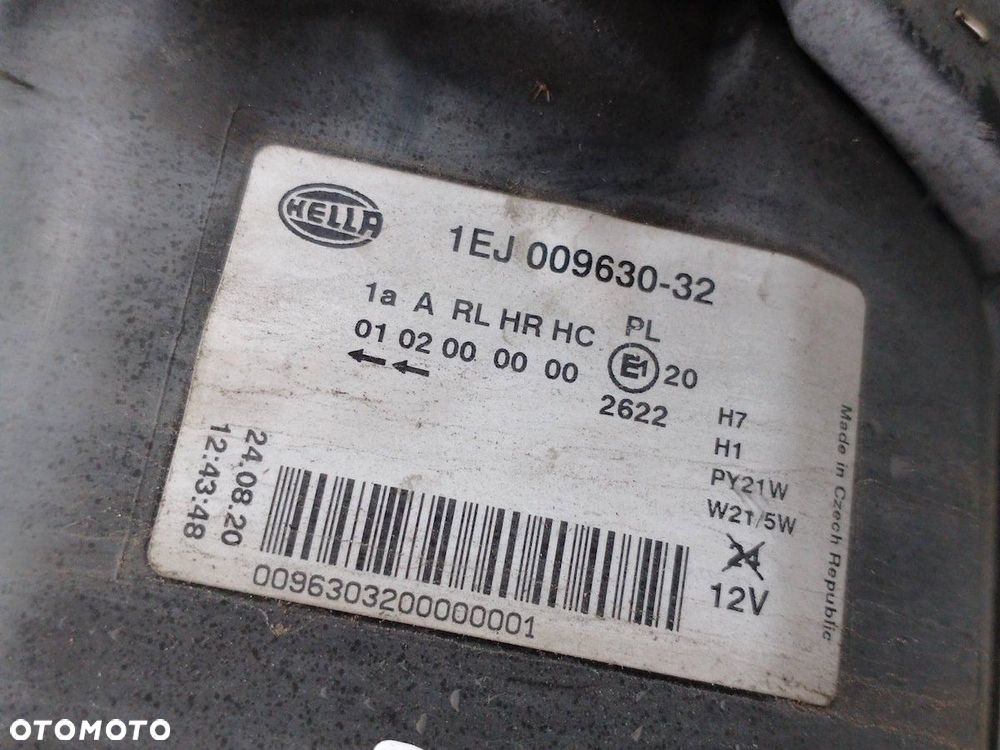 HELLA
1EJ 009630-32
1a A RL HR HC PL
01 02 00 00 00 E1 20
2622
H7
H1
PY21W
W21/5W
24
12V
Made in Czech Republic
24.08.20
12:43:48
0096303200000001
OTOMOTO